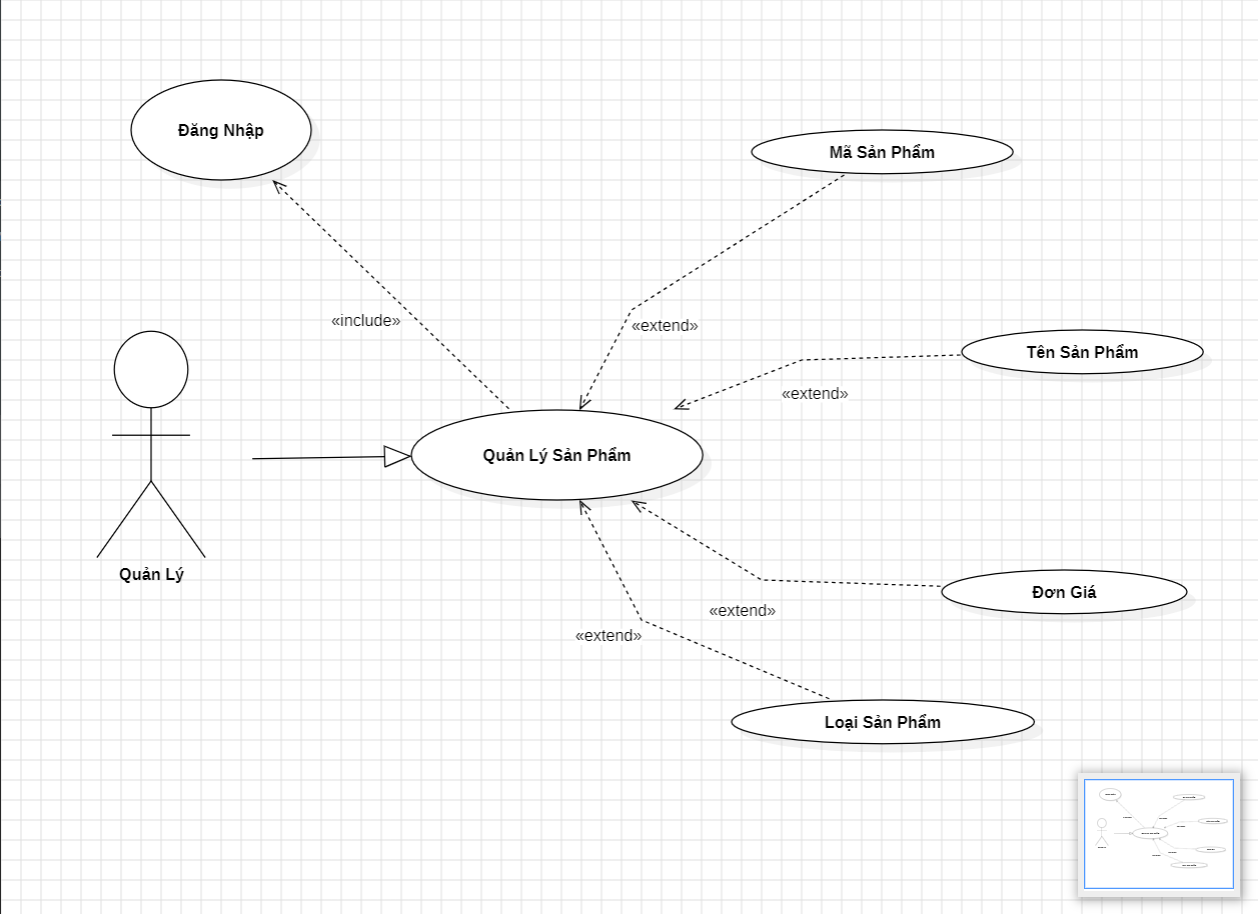 Đăng Nhập
Mã Sản Phẩm
«include»
«extend»
Tên Sản Phẩm
«extend»
Quản Lý Sản Phẩm
Quản Lý
Đơn Giá
«extend»
«extend»
Loại Sản Phẩm